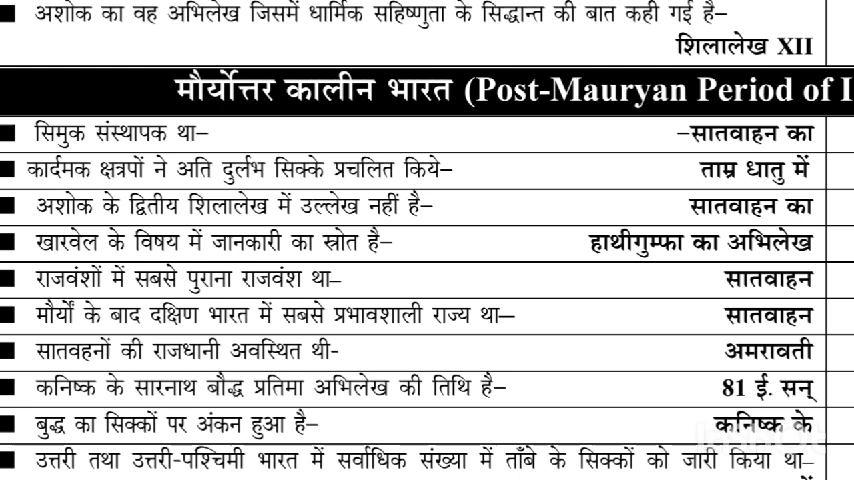 ■ अशोक का वह अभिलेख जिसमें धार्मिक सहिष्णुता के सिद्धान्त की बात कही गई है–
शिलालेख XII
मौर्योत्तर कालीन भारत (Post-Mauryan Period of I
■ सिमुक संस्थापक था– –सातवाहन का
■ कार्दमक क्षत्रपों ने अति दुर्लभ सिक्के प्रचलित किये– ताम्र धातु में
■ अशोक के द्वितीय शिलालेख में उल्लेख नहीं है– सातवाहन का
■ खारवेल के विषय में जानकारी का स्रोत है– हाथीगुम्फा का अभिलेख
■ राजवंशों में सबसे पुराना राजवंश था– सातवाहन
■ मौर्यों के बाद दक्षिण भारत में सबसे प्रभावशाली राज्य था– सातवाहन
■ सातवहनों की राजधानी अवस्थित थी- अमरावती
■ कनिष्क के सारनाथ बौद्ध प्रतिमा अभिलेख की तिथि है– 81 ई. सन्
■ बुद्ध का सिक्कों पर अंकन हुआ है– कनिष्क के
■ उत्तरी तथा उत्तरी-पश्चिमी भारत में सर्वाधिक संख्या में ताँबे के सिक्कों को जारी किया था–